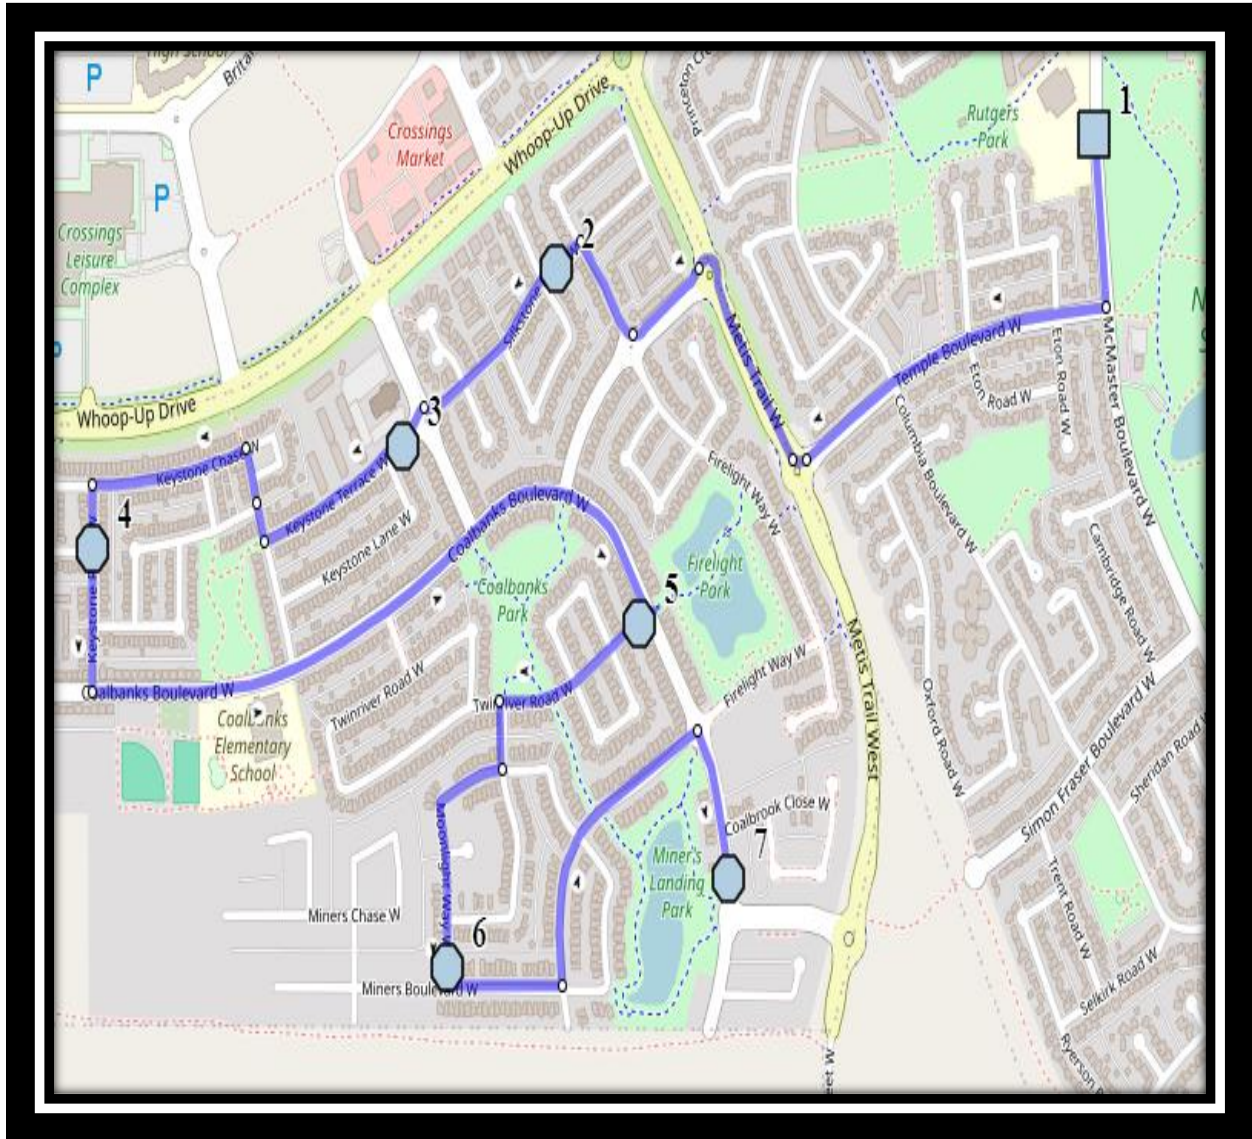 High School
Brita
P
P
P
Crossings
Market
Whoop-Up Drive
Princeton Cr
Rutgers
Park
1
Crossings
Leisure
Complex
2
Silkstone
Metis Trail W
Temple Boulevard W
McMaster Boulevard W
Eton Road W
Eton Road W
N
S
Whoop-Up Drive
3
Keystone Chase W
Keystone Terrace W
Keystone Lane W
Columbia Boulevard W
Firelight Way W
Coalbanks Boulevard W
4
Keystone
Coalbanks
Park
5
Firelight
Park
Cambridge Road W
Metis Trail West
Firelight Way W
Coalbanks Boulevard W
Twinriver Road W
Twinriver Road W
Coalbanks
Elementary
School
Oxford Road W
Simon Fraser Boulevard W
Sheridan Road
Moonlight Way W
Coalbrook Close W
7
Miner's
Landing
Park
Miners Chase W
6
Miners Boulevard W
Trent Road W
Selkirk Road W
Ryerson R
eet W